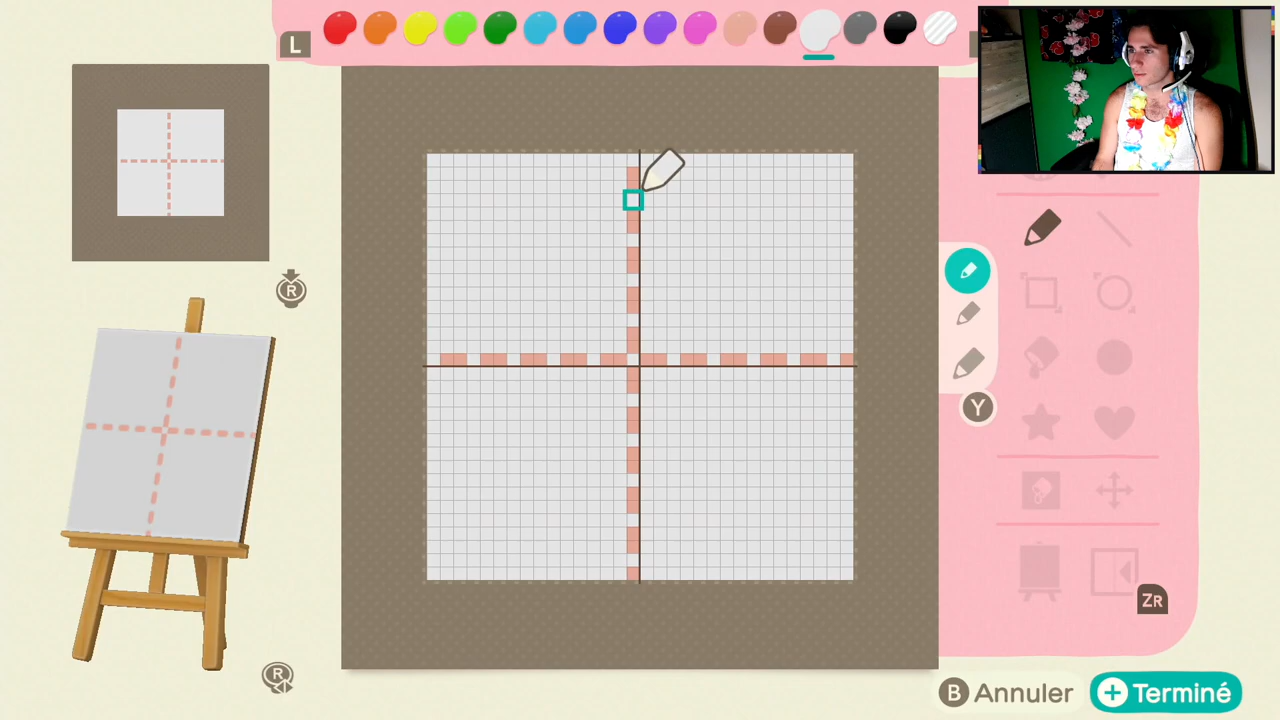 L
R
R
Y
ZR
B Annuler
+ Terminé